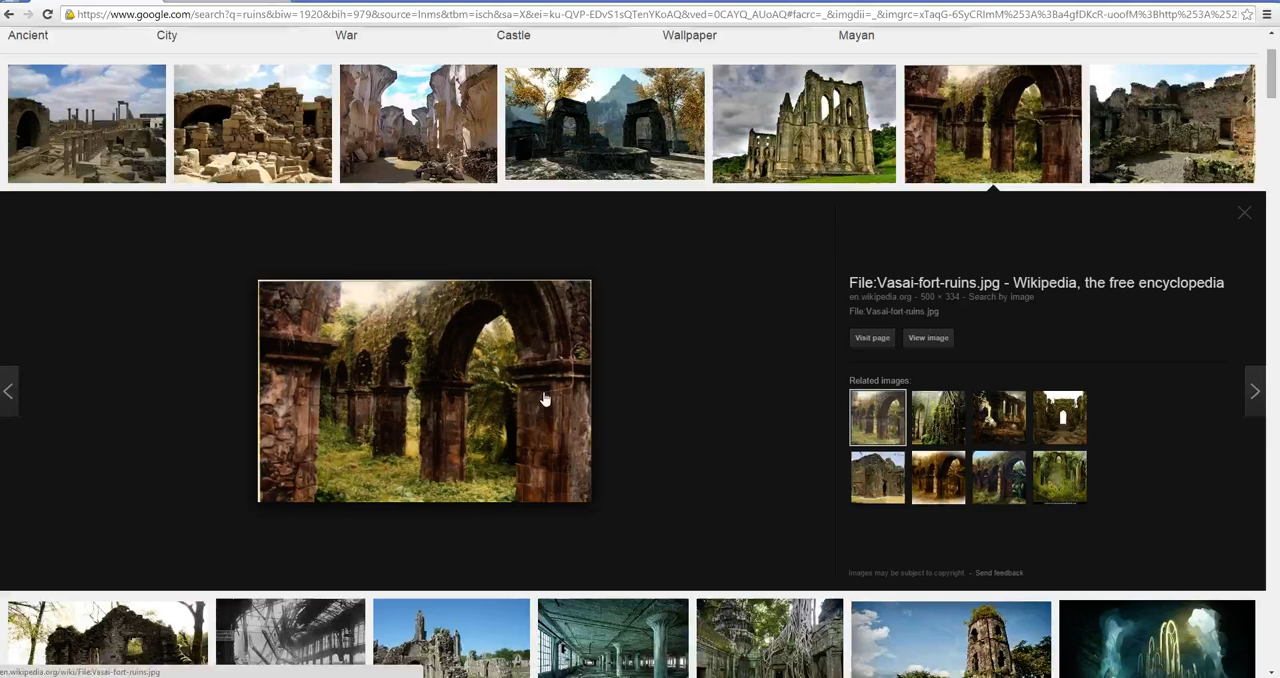 https://www.google.com/search?q=ruins&biw=1920&bih=979&source=lnms&tbm=isch&sa=X&ei=ku-QVP-EDvS1sQTenYKoAQ&ved=0CAYQ_AUoAQ#facrc=_&imgdii=_&imgrc=xTaqG-6SyCRImM%253A%3Ba4gfDKcR-uoofM%3Bhttp%253A%252
Ancient City War Castle Wallpaper Mayan
File:Vasai-fort-ruins.jpg - Wikipedia, the free encyclopedia
en.wikipedia.org - 500 × 334 - Search by image
File:Vasai-fort-ruins.jpg
Visit page View image
Related images:
Images may be subject to copyright. - Send feedback
en.wikipedia.org/wiki/File:Vasai-fort-ruins.jpg